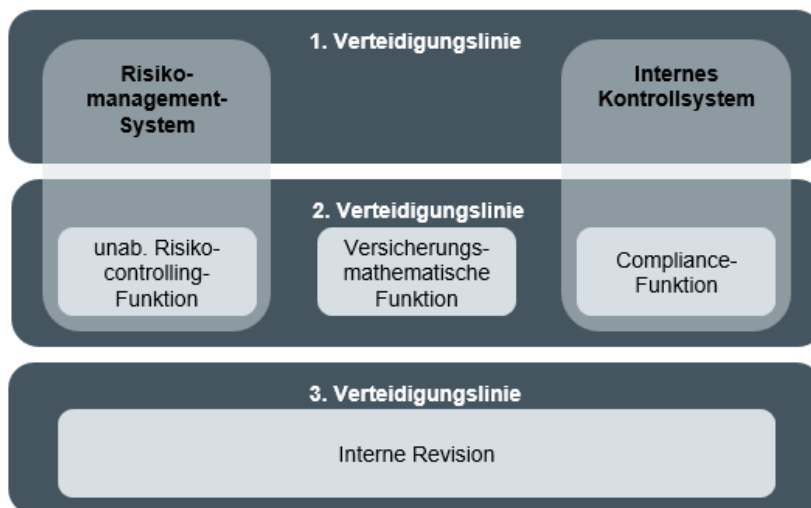 1. Verteidigungslinie
Risiko-
management-
System
Internes
Kontrollsystem
2. Verteidigungslinie
unab. Risiko-
controlling-
Funktion
Versicherungs-
mathematische
Funktion
Compliance-
Funktion
3. Verteidigungslinie
Interne Revision